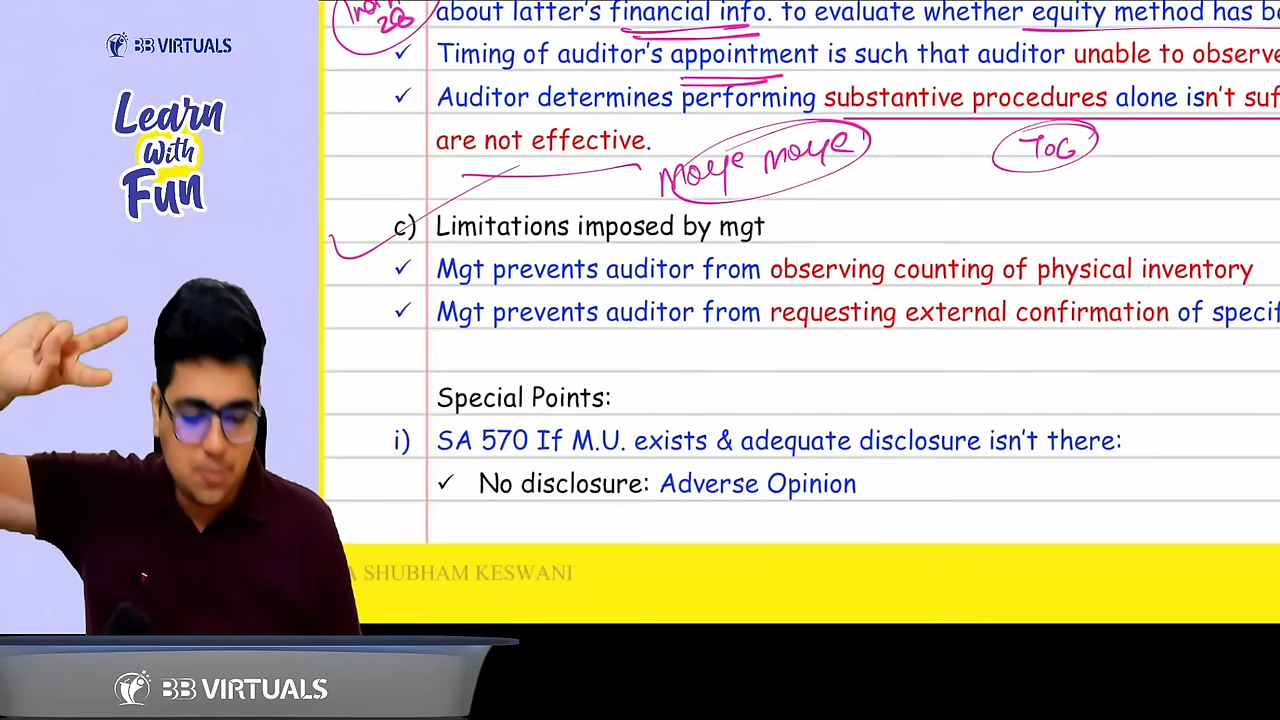 BB VIRTUALS
Learn
With
Fun
about latter's financial info. to evaluate whether equity method has be
✓ Timing of auditor's appointment is such that auditor unable to observe
✓ Auditor determines performing substantive procedures alone isn't suf
are not effective.
moye moye
ToC
c) Limitations imposed by mgt
✓ Mgt prevents auditor from observing counting of physical inventory
✓ Mgt prevents auditor from requesting external confirmation of specif
Special Points:
i) SA 570 If M.U. exists & adequate disclosure isn't there:
✓ No disclosure: Adverse Opinion
SHUBHAM KESWANI
BB VIRTUALS